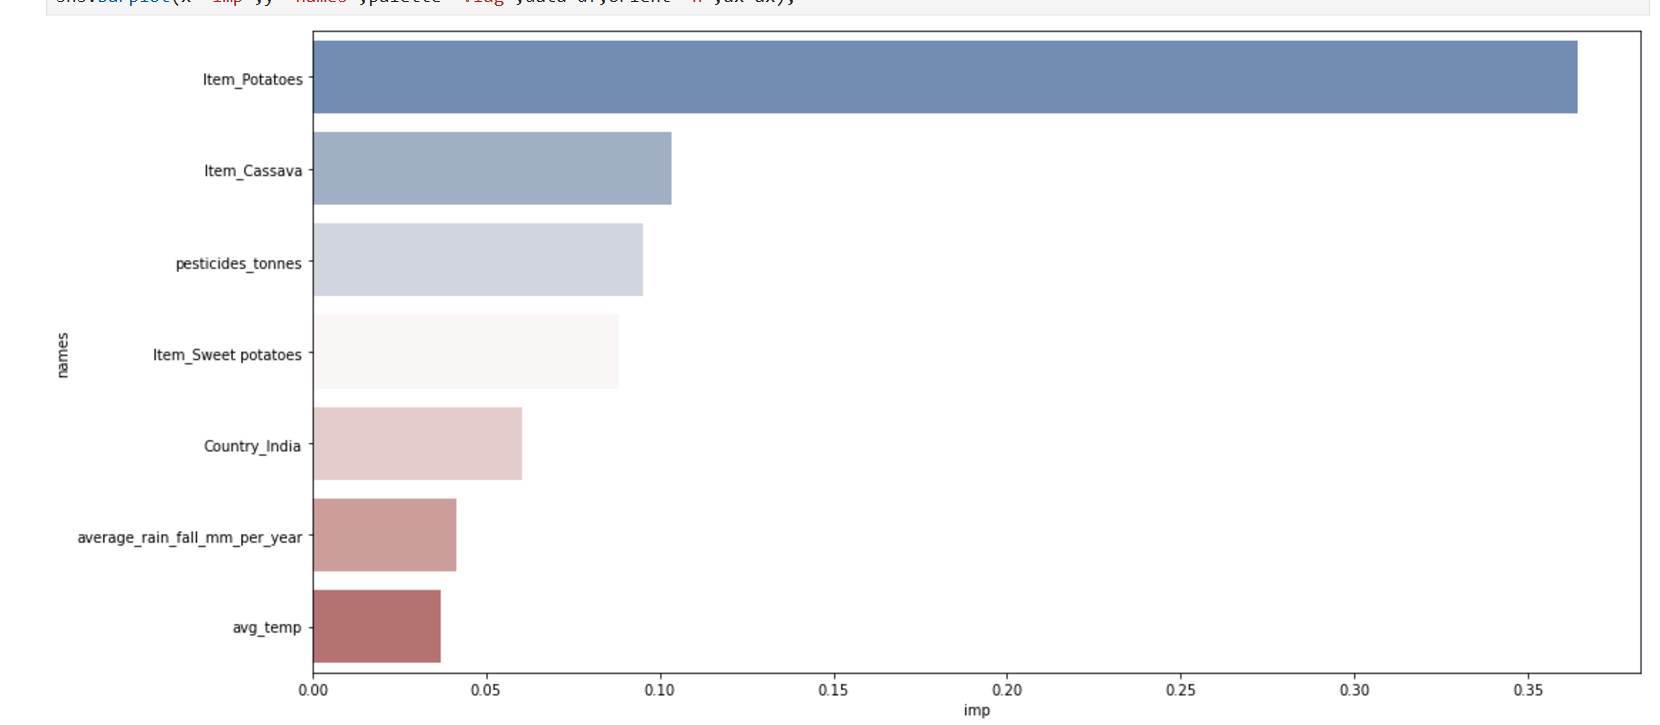 Item_Potatoes
Item_Cassava
pesticides_tonnes
Item_Sweet potatoes
Country_India
average_rain_fall_mm_per_year
avg_temp
names
0.00 0.05 0.10 0.15 0.20 0.25 0.30 0.35
imp